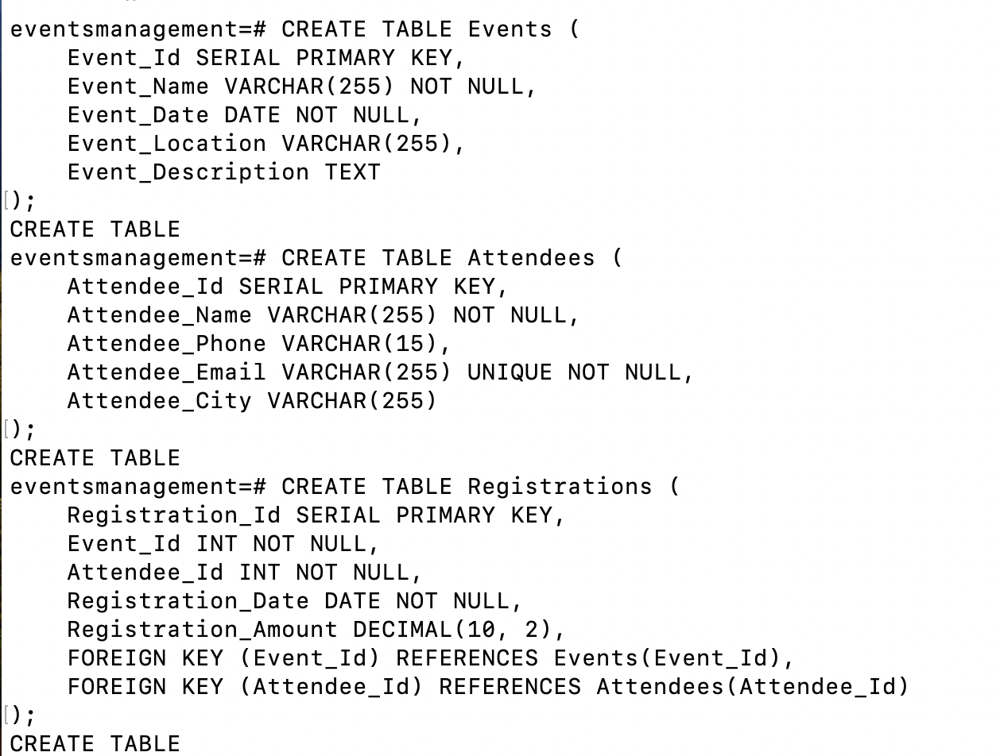 eventsmanagement=# CREATE TABLE Events (
    Event_Id SERIAL PRIMARY KEY,
    Event_Name VARCHAR(255) NOT NULL,
    Event_Date DATE NOT NULL,
    Event_Location VARCHAR(255),
    Event_Description TEXT
[);
CREATE TABLE
eventsmanagement=# CREATE TABLE Attendees (
    Attendee_Id SERIAL PRIMARY KEY,
    Attendee_Name VARCHAR(255) NOT NULL,
    Attendee_Phone VARCHAR(15),
    Attendee_Email VARCHAR(255) UNIQUE NOT NULL,
    Attendee_City VARCHAR(255)
[);
CREATE TABLE
eventsmanagement=# CREATE TABLE Registrations (
    Registration_Id SERIAL PRIMARY KEY,
    Event_Id INT NOT NULL,
    Attendee_Id INT NOT NULL,
    Registration_Date DATE NOT NULL,
    Registration_Amount DECIMAL(10, 2),
    FOREIGN KEY (Event_Id) REFERENCES Events(Event_Id),
    FOREIGN KEY (Attendee_Id) REFERENCES Attendees(Attendee_Id)
[);
CREATE TABLE